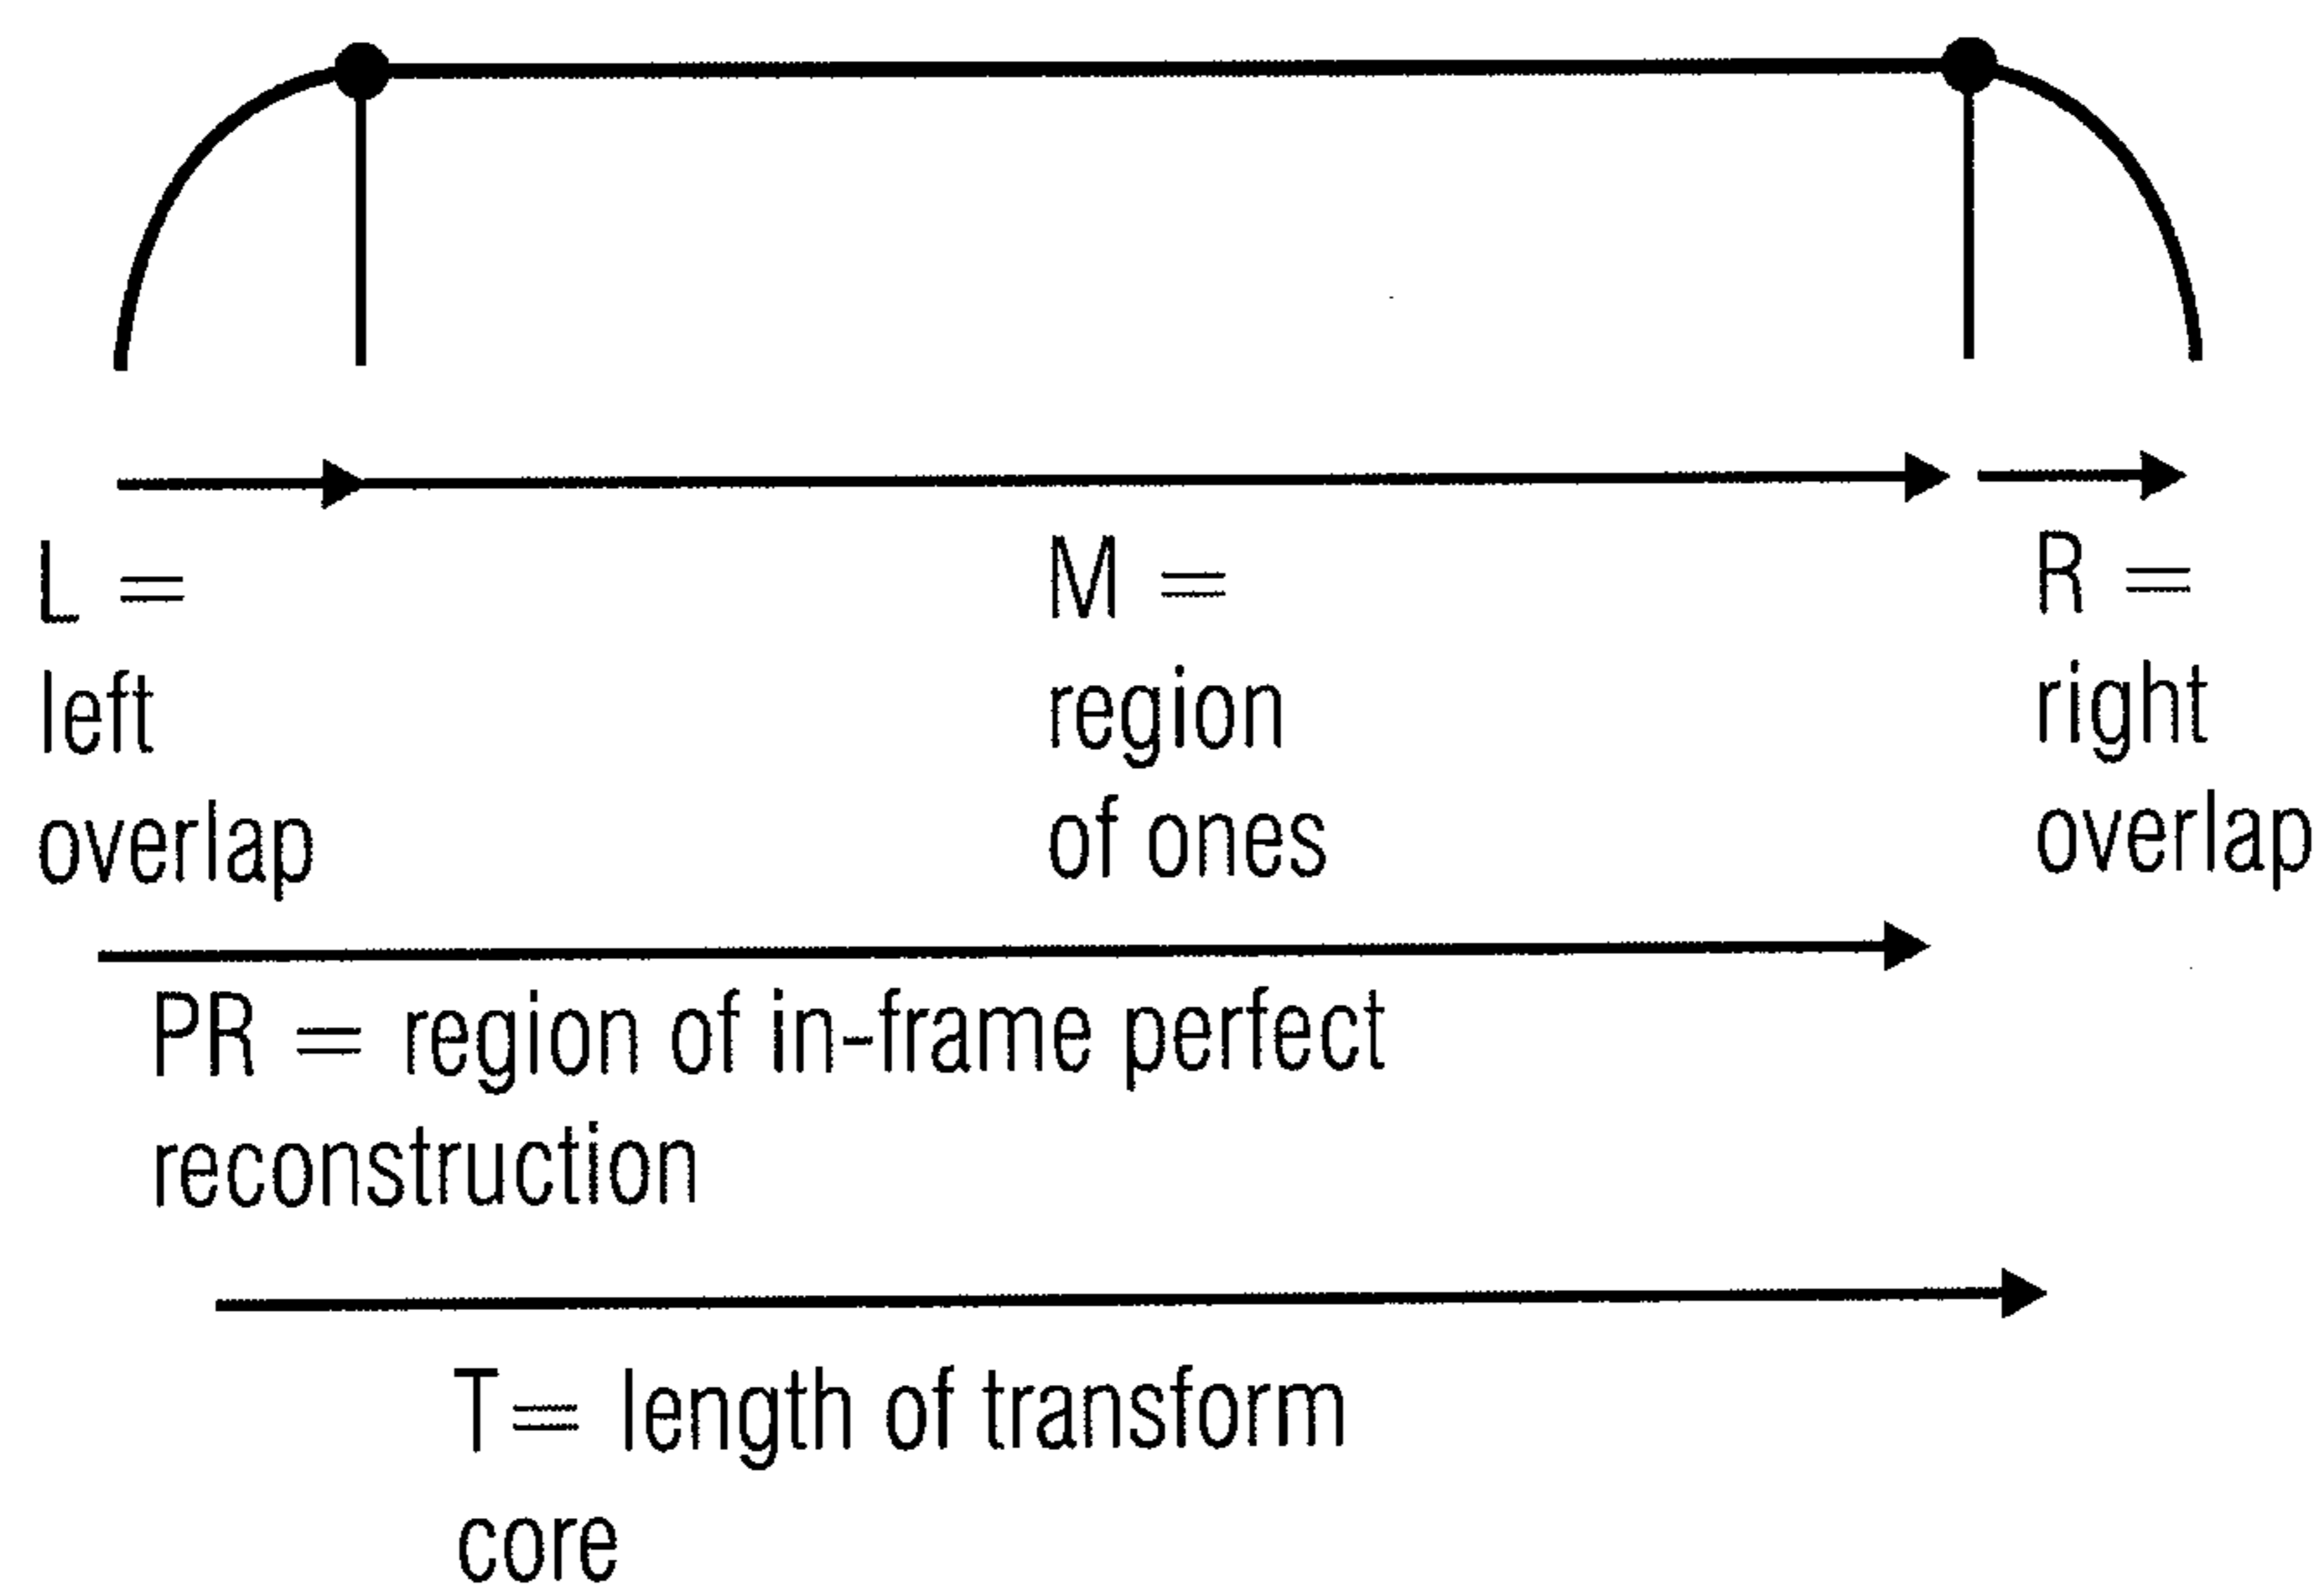 L =
left
overlap
M =
region
of ones
R =
right
overlap
PR = region of in-frame perfect
reconstruction
T= length of transform
core